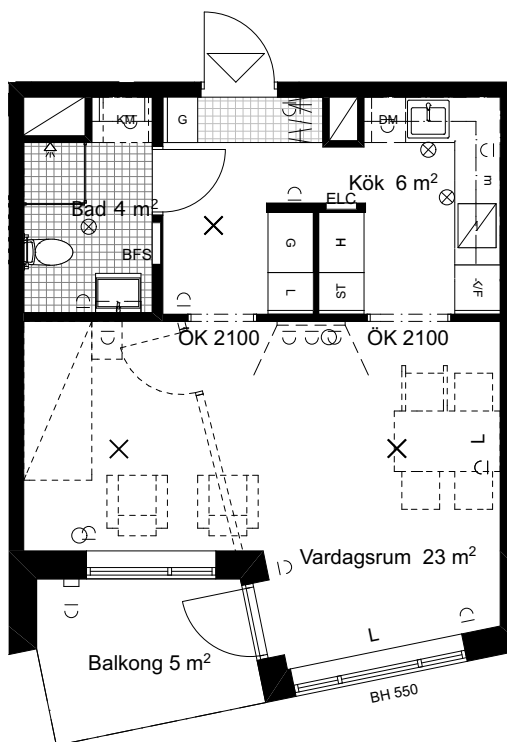 KM
G
DM
Kök 6 m²
m
Bad 4 m²
ELC
BFS
G
H
L
ST
K/F
ÖK 2100
ÖK 2100
L
Vardagsrum 23 m²
L
Balkong 5 m²
BH 550